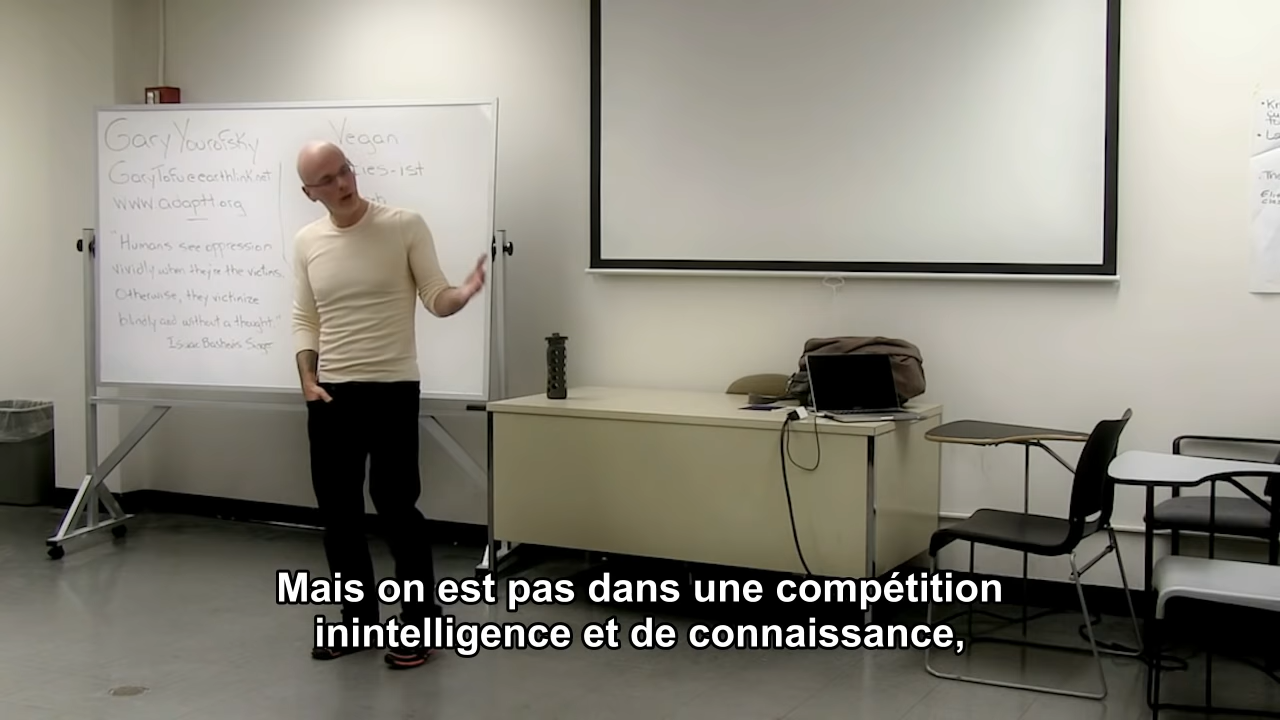 Gary Yourofsky
GaryTofu@earthlink.net
www.adaptt.org
"Humans see oppression
vividly when they're the victims.
Otherwise, they victimize
blindly and without a thought."
Isaac Bashevis Singer
Vegan
ies-ist
Mais on est pas dans une compétition
inintelligence et de connaissance,